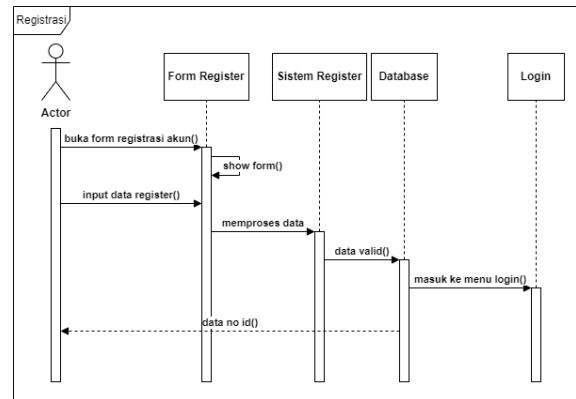 Registrasi
Actor
Form Register
Sistem Register
Database
Login
buka form registrasi akun()
show form()
input data register()
memproses data
data valid()
masuk ke menu login()
data no id()